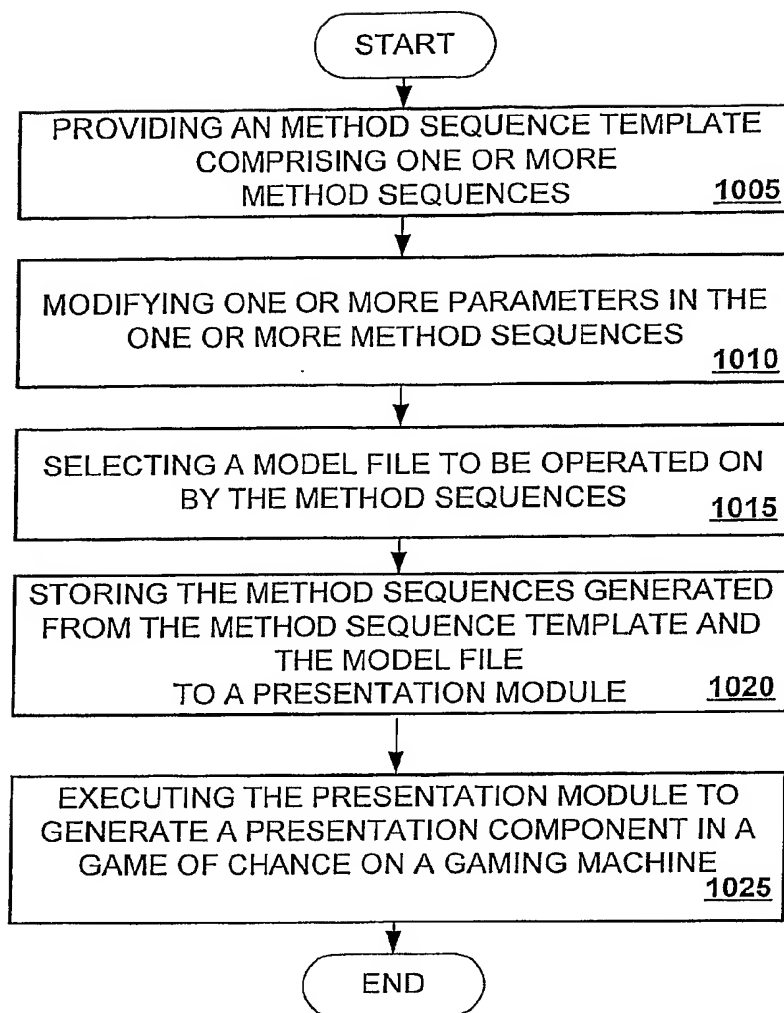 START
PROVIDING AN METHOD SEQUENCE TEMPLATE
COMPRISING ONE OR MORE
METHOD SEQUENCES 1005
MODIFYING ONE OR MORE PARAMETERS IN THE
ONE OR MORE METHOD SEQUENCES
1010
SELECTING A MODEL FILE TO BE OPERATED ON
BY THE METHOD SEQUENCES
1015
STORING THE METHOD SEQUENCES GENERATED
FROM THE METHOD SEQUENCE TEMPLATE AND
THE MODEL FILE
TO A PRESENTATION MODULE 1020
EXECUTING THE PRESENTATION MODULE TO
GENERATE A PRESENTATION COMPONENT IN A
GAME OF CHANCE ON A GAMING MACHINE
1025
END